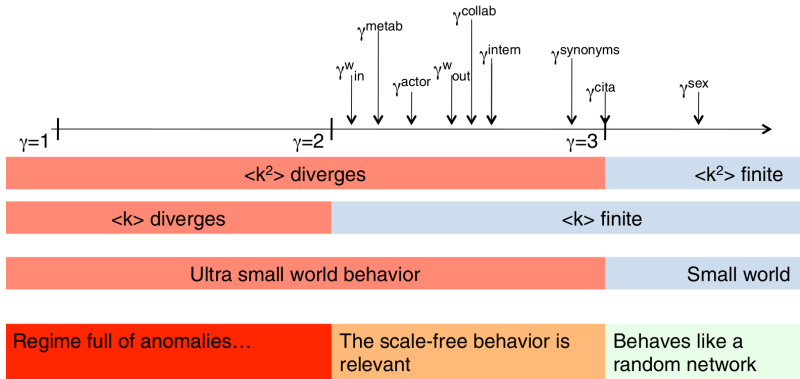 γ^collab
γ^metab
γ^intern
γ^synonyms
γ^w_in
γ^w_out
γ^actor
γ^cita
γ^sex
γ=1
γ=2
γ=3
<k²> diverges
<k²> finite
<k> diverges
<k> finite
Ultra small world behavior
Small world
Regime full of anomalies…
The scale-free behavior is
relevant
Behaves like a
random network